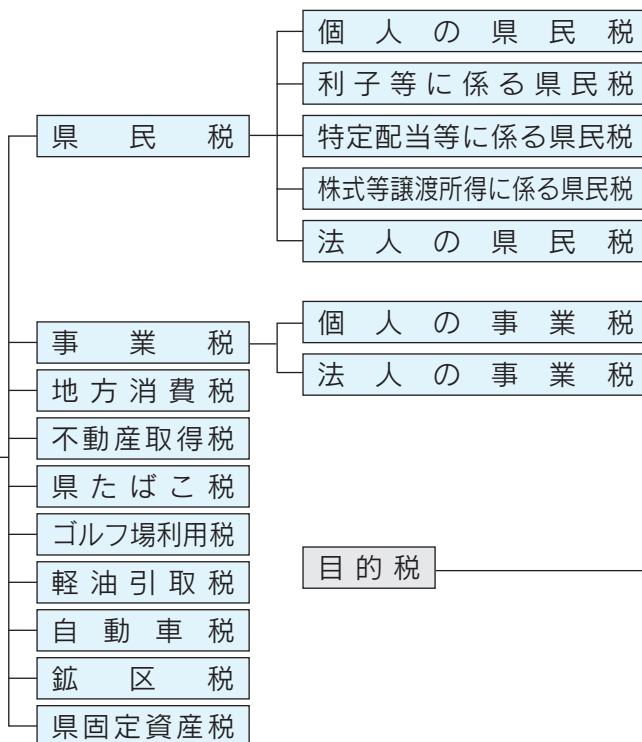 県民税
個人の県民税
利子等に係る県民税
特定配当等に係る県民税
株式等譲渡所得に係る県民税
法人の県民税
事業税
個人の事業税
法人の事業税
地方消費税
不動産取得税
県たばこ税
ゴルフ場利用税
軽油引取税
自動車税
鉱区税
県固定資産税
目的税